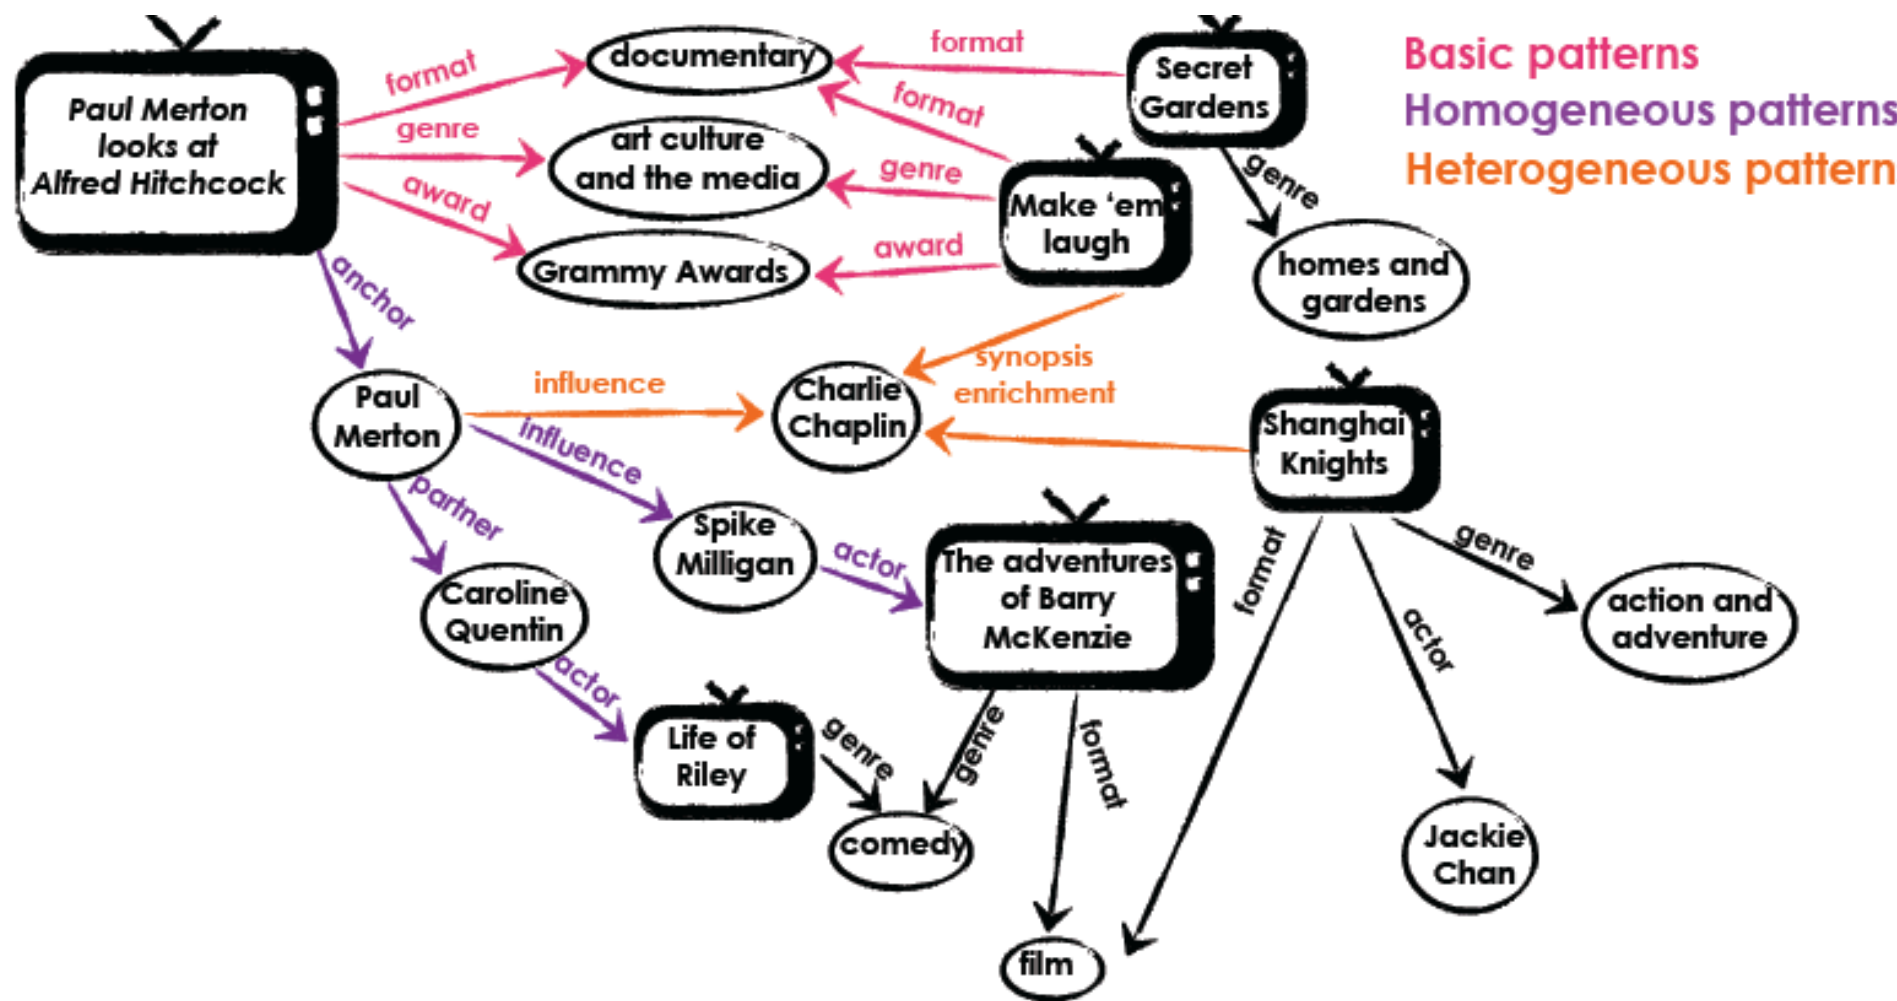 Paul Merton
looks at
Alfred Hitchcock
format
genre
award
anchor
documentary
art culture
and the media
Grammy Awards
format
format
genre
award
Secret
Gardens
Make ‘em
laugh
genre
homes and
gardens
Basic patterns
Homogeneous patterns
Heterogeneous pattern
Paul
Merton
influence
influence
partner
Charlie
Chaplin
synopsis
enrichment
Shanghai
Knights
Spike
Milligan
actor
Caroline
Quentin
actor
The adventures
of Barry
McKenzie
format
actor
genre
action and
adventure
Life of
Riley
genre
genre
format
comedy
film
Jackie
Chan